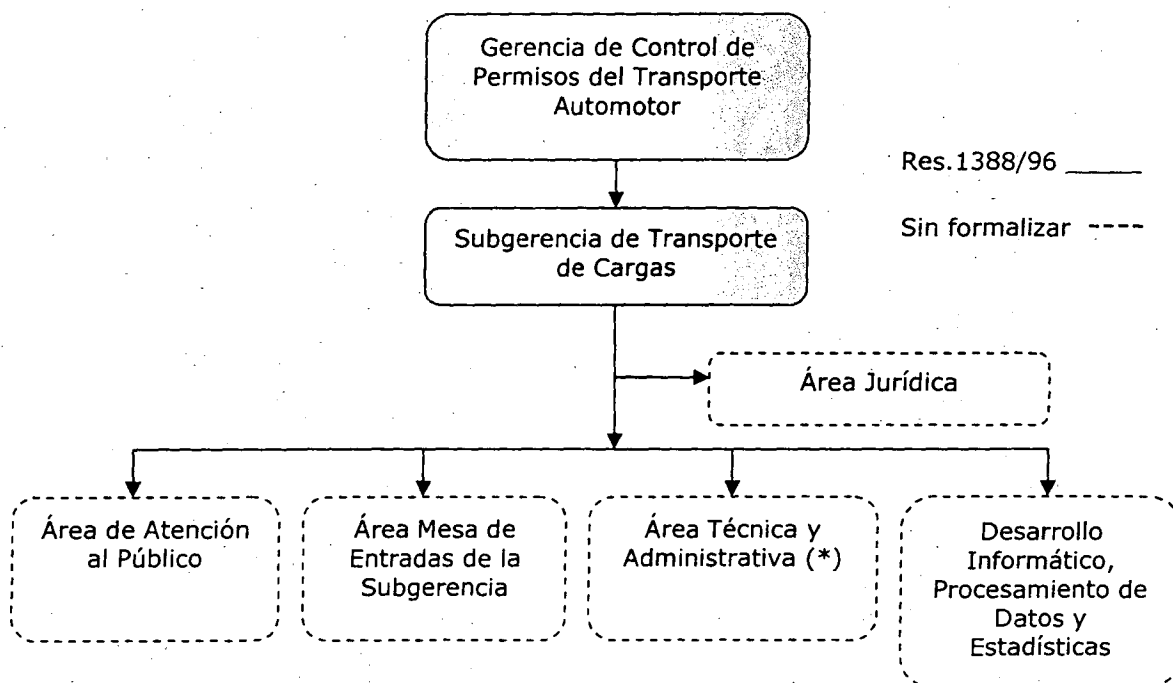 Gerencia de Control de
Permisos del Transporte
Automotor
Res.1388/96
Sin formalizar
Subgerencia de Transporte
de Cargas
Área Jurídica
Área de Atención
al Público
Área Mesa de
Entradas de la
Subgerencia
Área Técnica y
Administrativa (*)
Desarrollo
Informático,
Procesamiento de
Datos y
Estadísticas